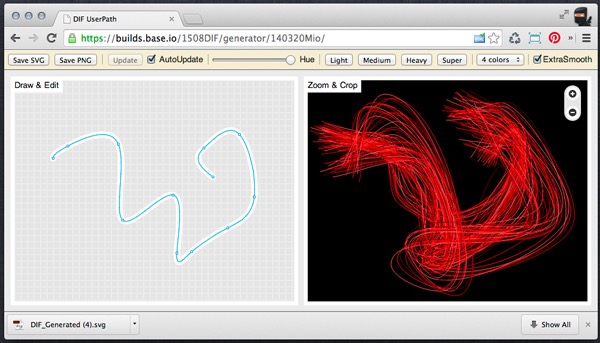 DIF UserPath
https://builds.base.io/1508DIF/generator/140320Mio/
Save SVG Save PNG Update AutoUpdate Hue Light Medium Heavy Super 4 colors ExtraSmooth
Draw & Edit
Zoom & Crop
DIF_Generated (4).svg
Show All